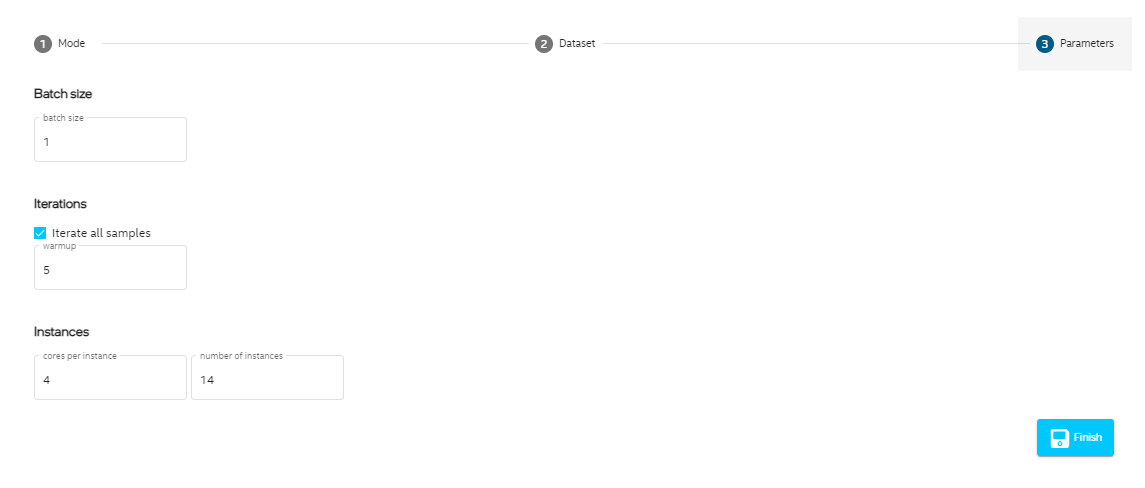 1 Mode
2 Dataset
3 Parameters
Batch size
batch size
1
Iterations
Iterate all samples
warmup
5
Instances
cores per instance
4
number of instances
14
Finish